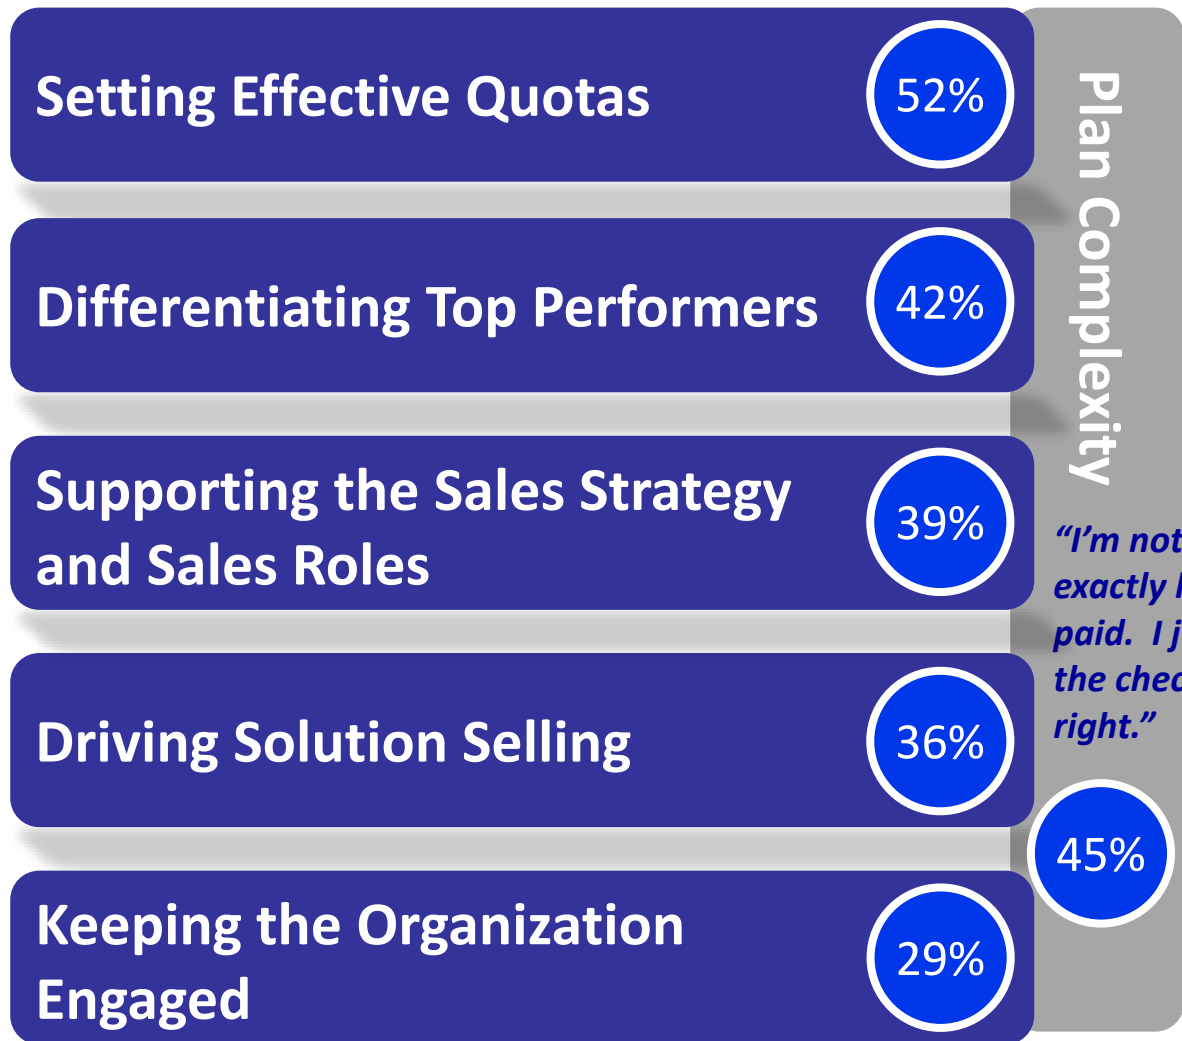 Setting Effective Quotas
52%
Differentiating Top Performers
42%
Supporting the Sales Strategy
and Sales Roles
39%
Driving Solution Selling
36%
Keeping the Organization
Engaged
29%
Plan Complexity
“I’m not
exactly
paid. I
the
right.”
45%